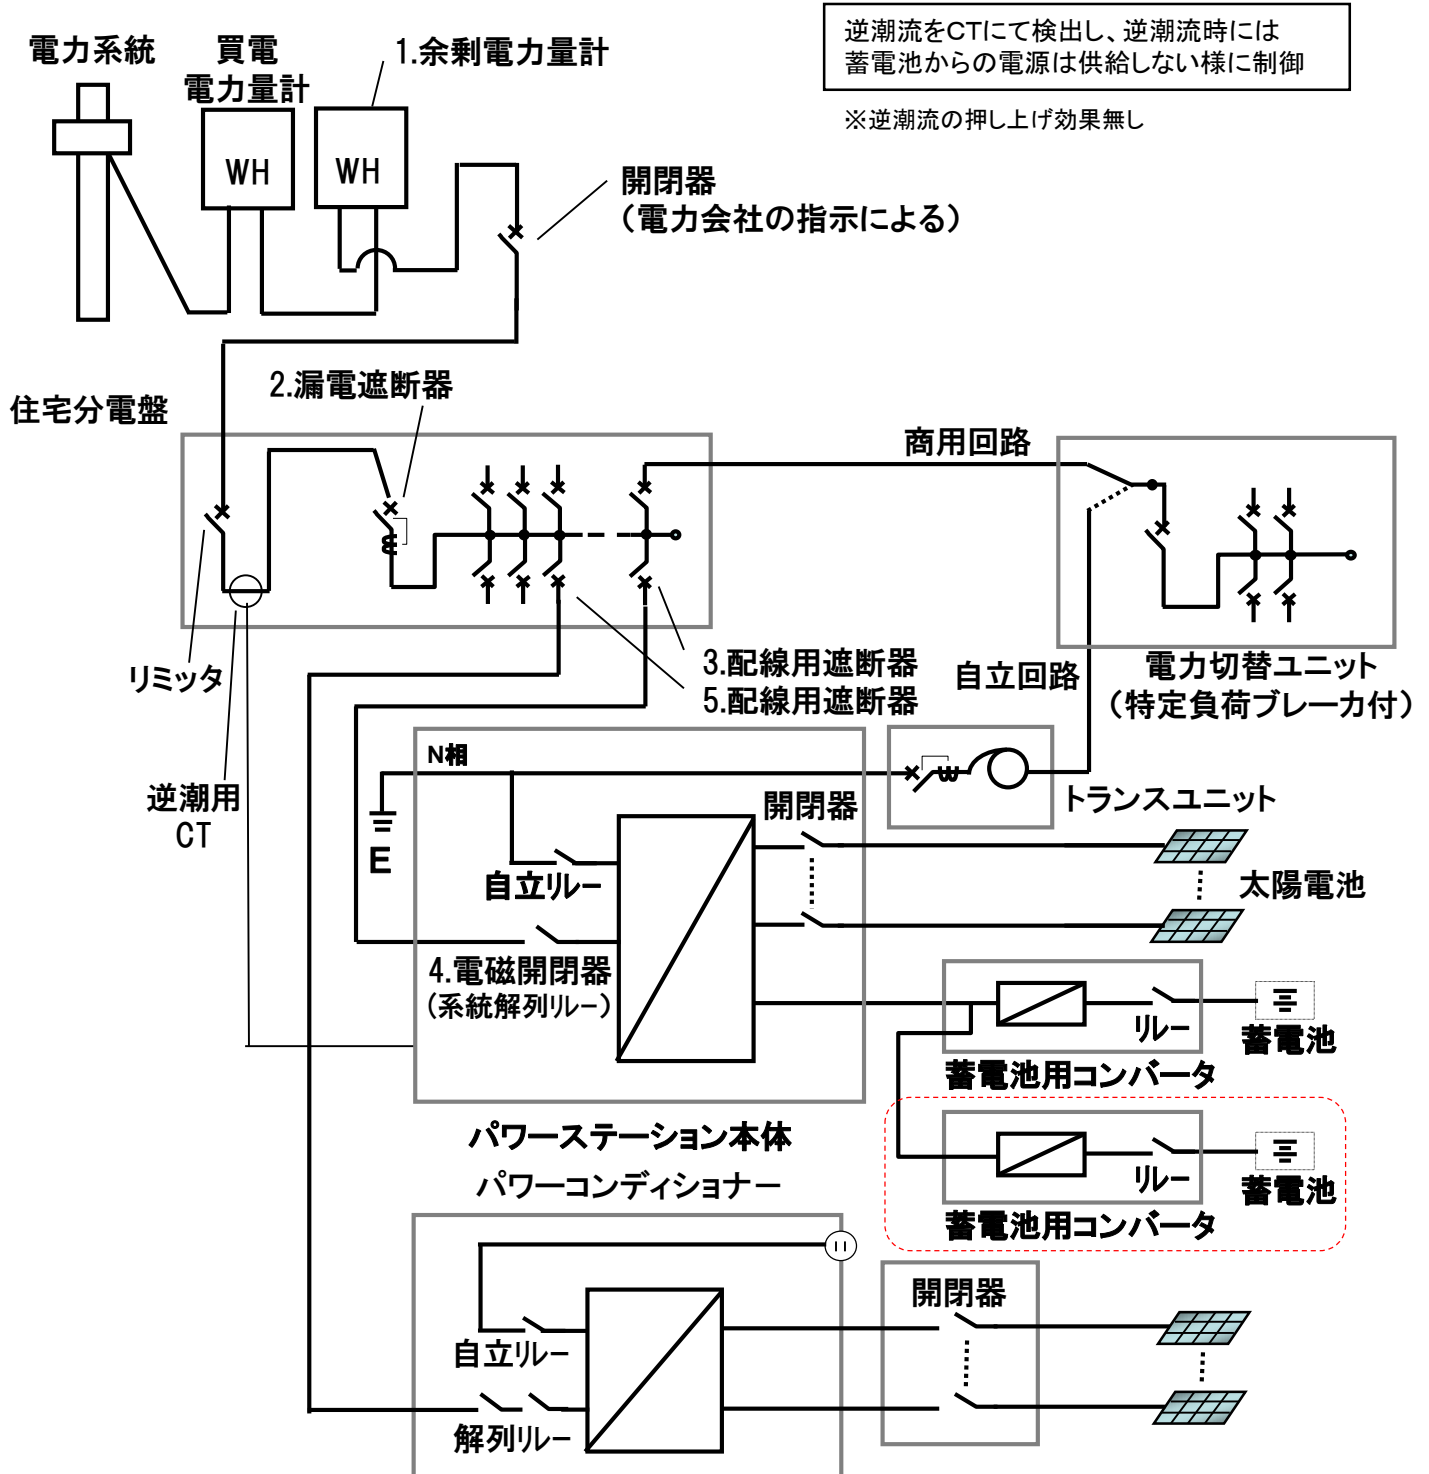 逆潮流をCTにて検出し、逆潮流時には
蓄電池からの電源は供給しない様に制御
※逆潮流の押し上げ効果無し
電力系統
買電
電力量計
1.余剰電力量計
WH
WH
開閉器
（電力会社の指示による）
住宅分電盤
2.漏電遮断器
商用回路
リミッタ
3.配線用遮断器
5.配線用遮断器
自立回路
電力切替ユニット
（特定負荷ブレーカ付）
N相
逆潮用
CT
E
開閉器
トランスユニット
自立リレー
太陽電池
4.電磁開閉器
（系統解列リレー）
リレー
蓄電池
蓄電池用コンバータ
パワーステーション本体
パワーコンディショナー
リレー
蓄電池
蓄電池用コンバータ
開閉器
自立リレー
解列リレー